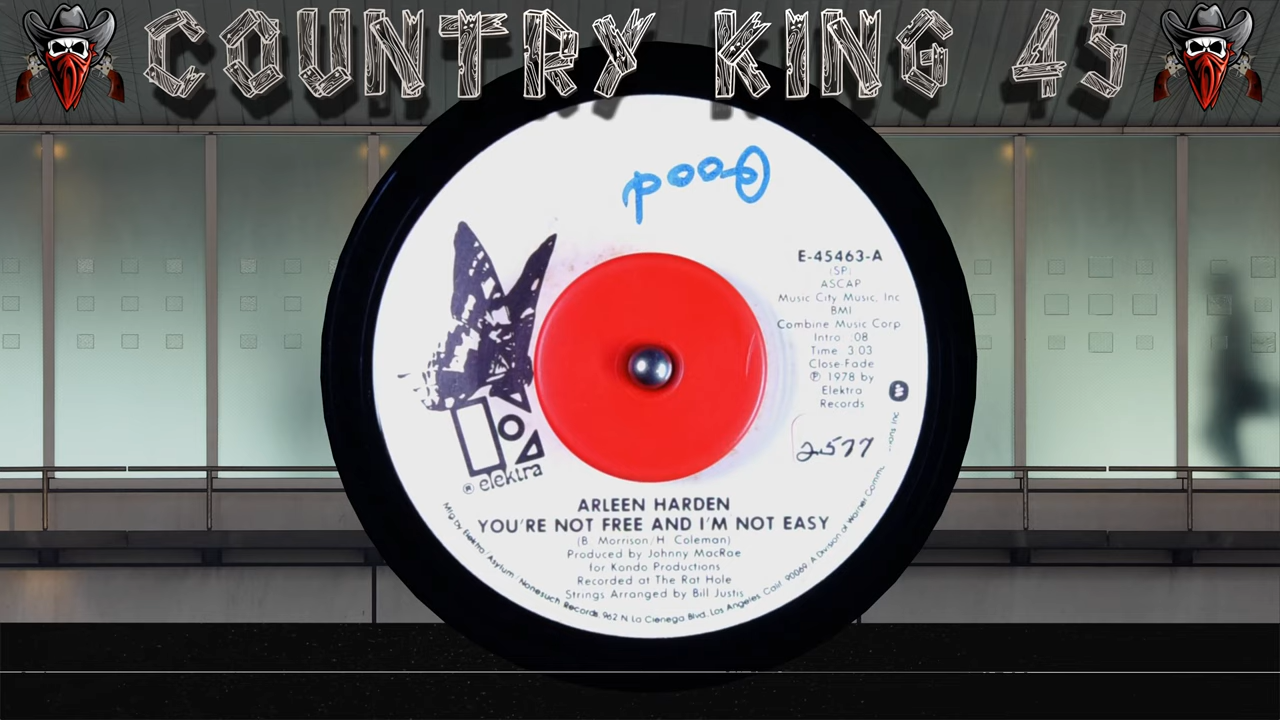 COUNTRY KING 45
Good
E-45463-A
(SP)
ASCAP
Music City Music, Inc
BMI
Combine Music Corp
Intro :08
Time 3:03
Close-Fade
℗ 1978 by
Elektra
Records
2577
® elektra
ARLEEN HARDEN
YOU'RE NOT FREE AND I'M NOT EASY
(B. Morrison/H. Coleman)
Produced by Johnny MacRae
for Kondo Productions
Recorded at The Rat Hole
Strings Arranged by Bill Justis
Mfg by Elektra/Asylum/Nonesuch Records, 962 N. La Cienega Blvd, Los Angeles, Calif. 90069. A Division of Warner